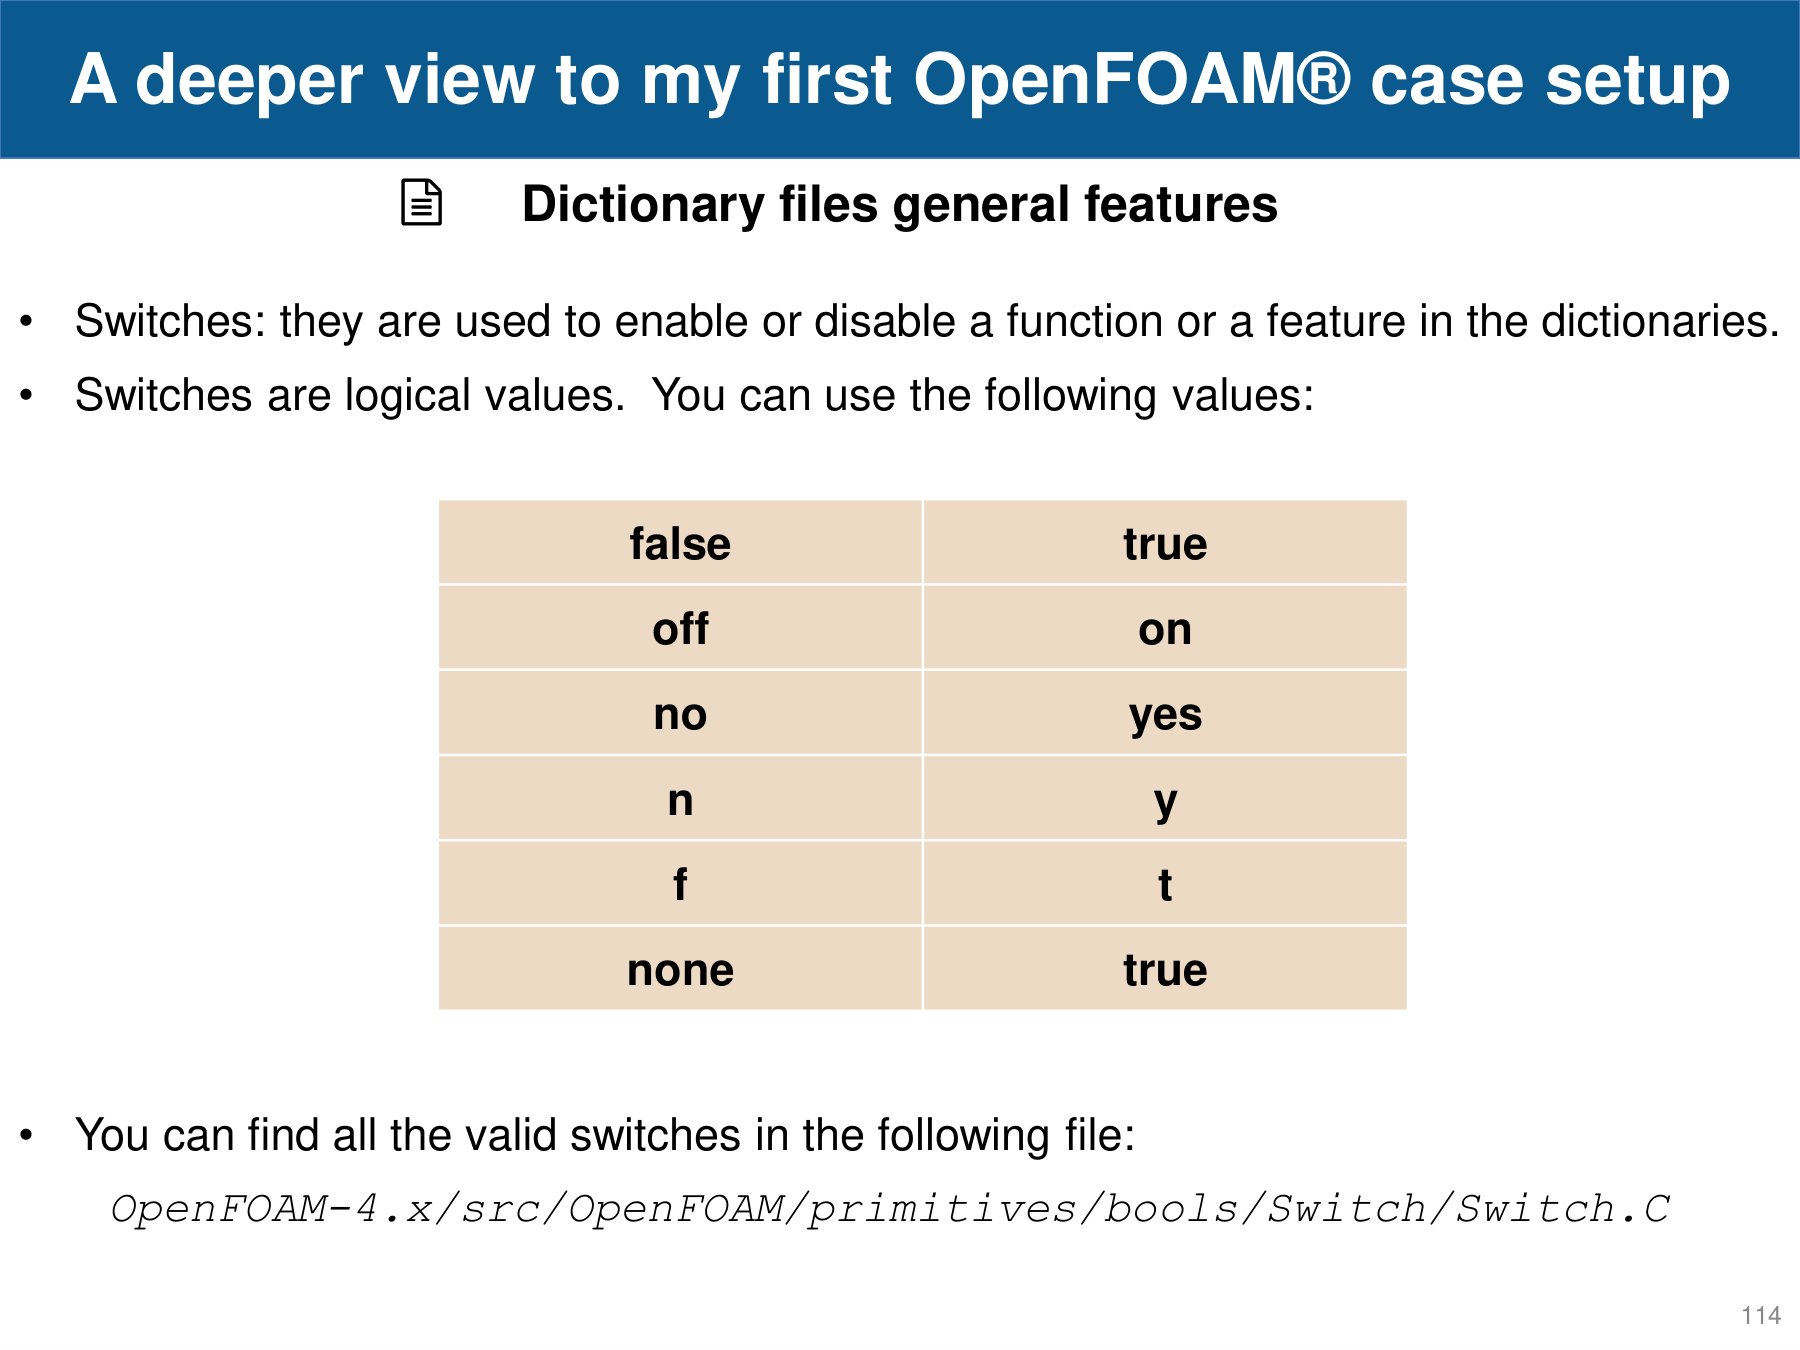 A deeper view to my first OpenFOAM® case setup
Dictionary files general features
• Switches: they are used to enable or disable a function or a feature in the dictionaries.
• Switches are logical values.  You can use the following values:
false true
off on
no yes
n y
f t
none true
• You can find all the valid switches in the following file:
OpenFOAM-4.x/src/OpenFOAM/primitives/bools/Switch/Switch.C
114